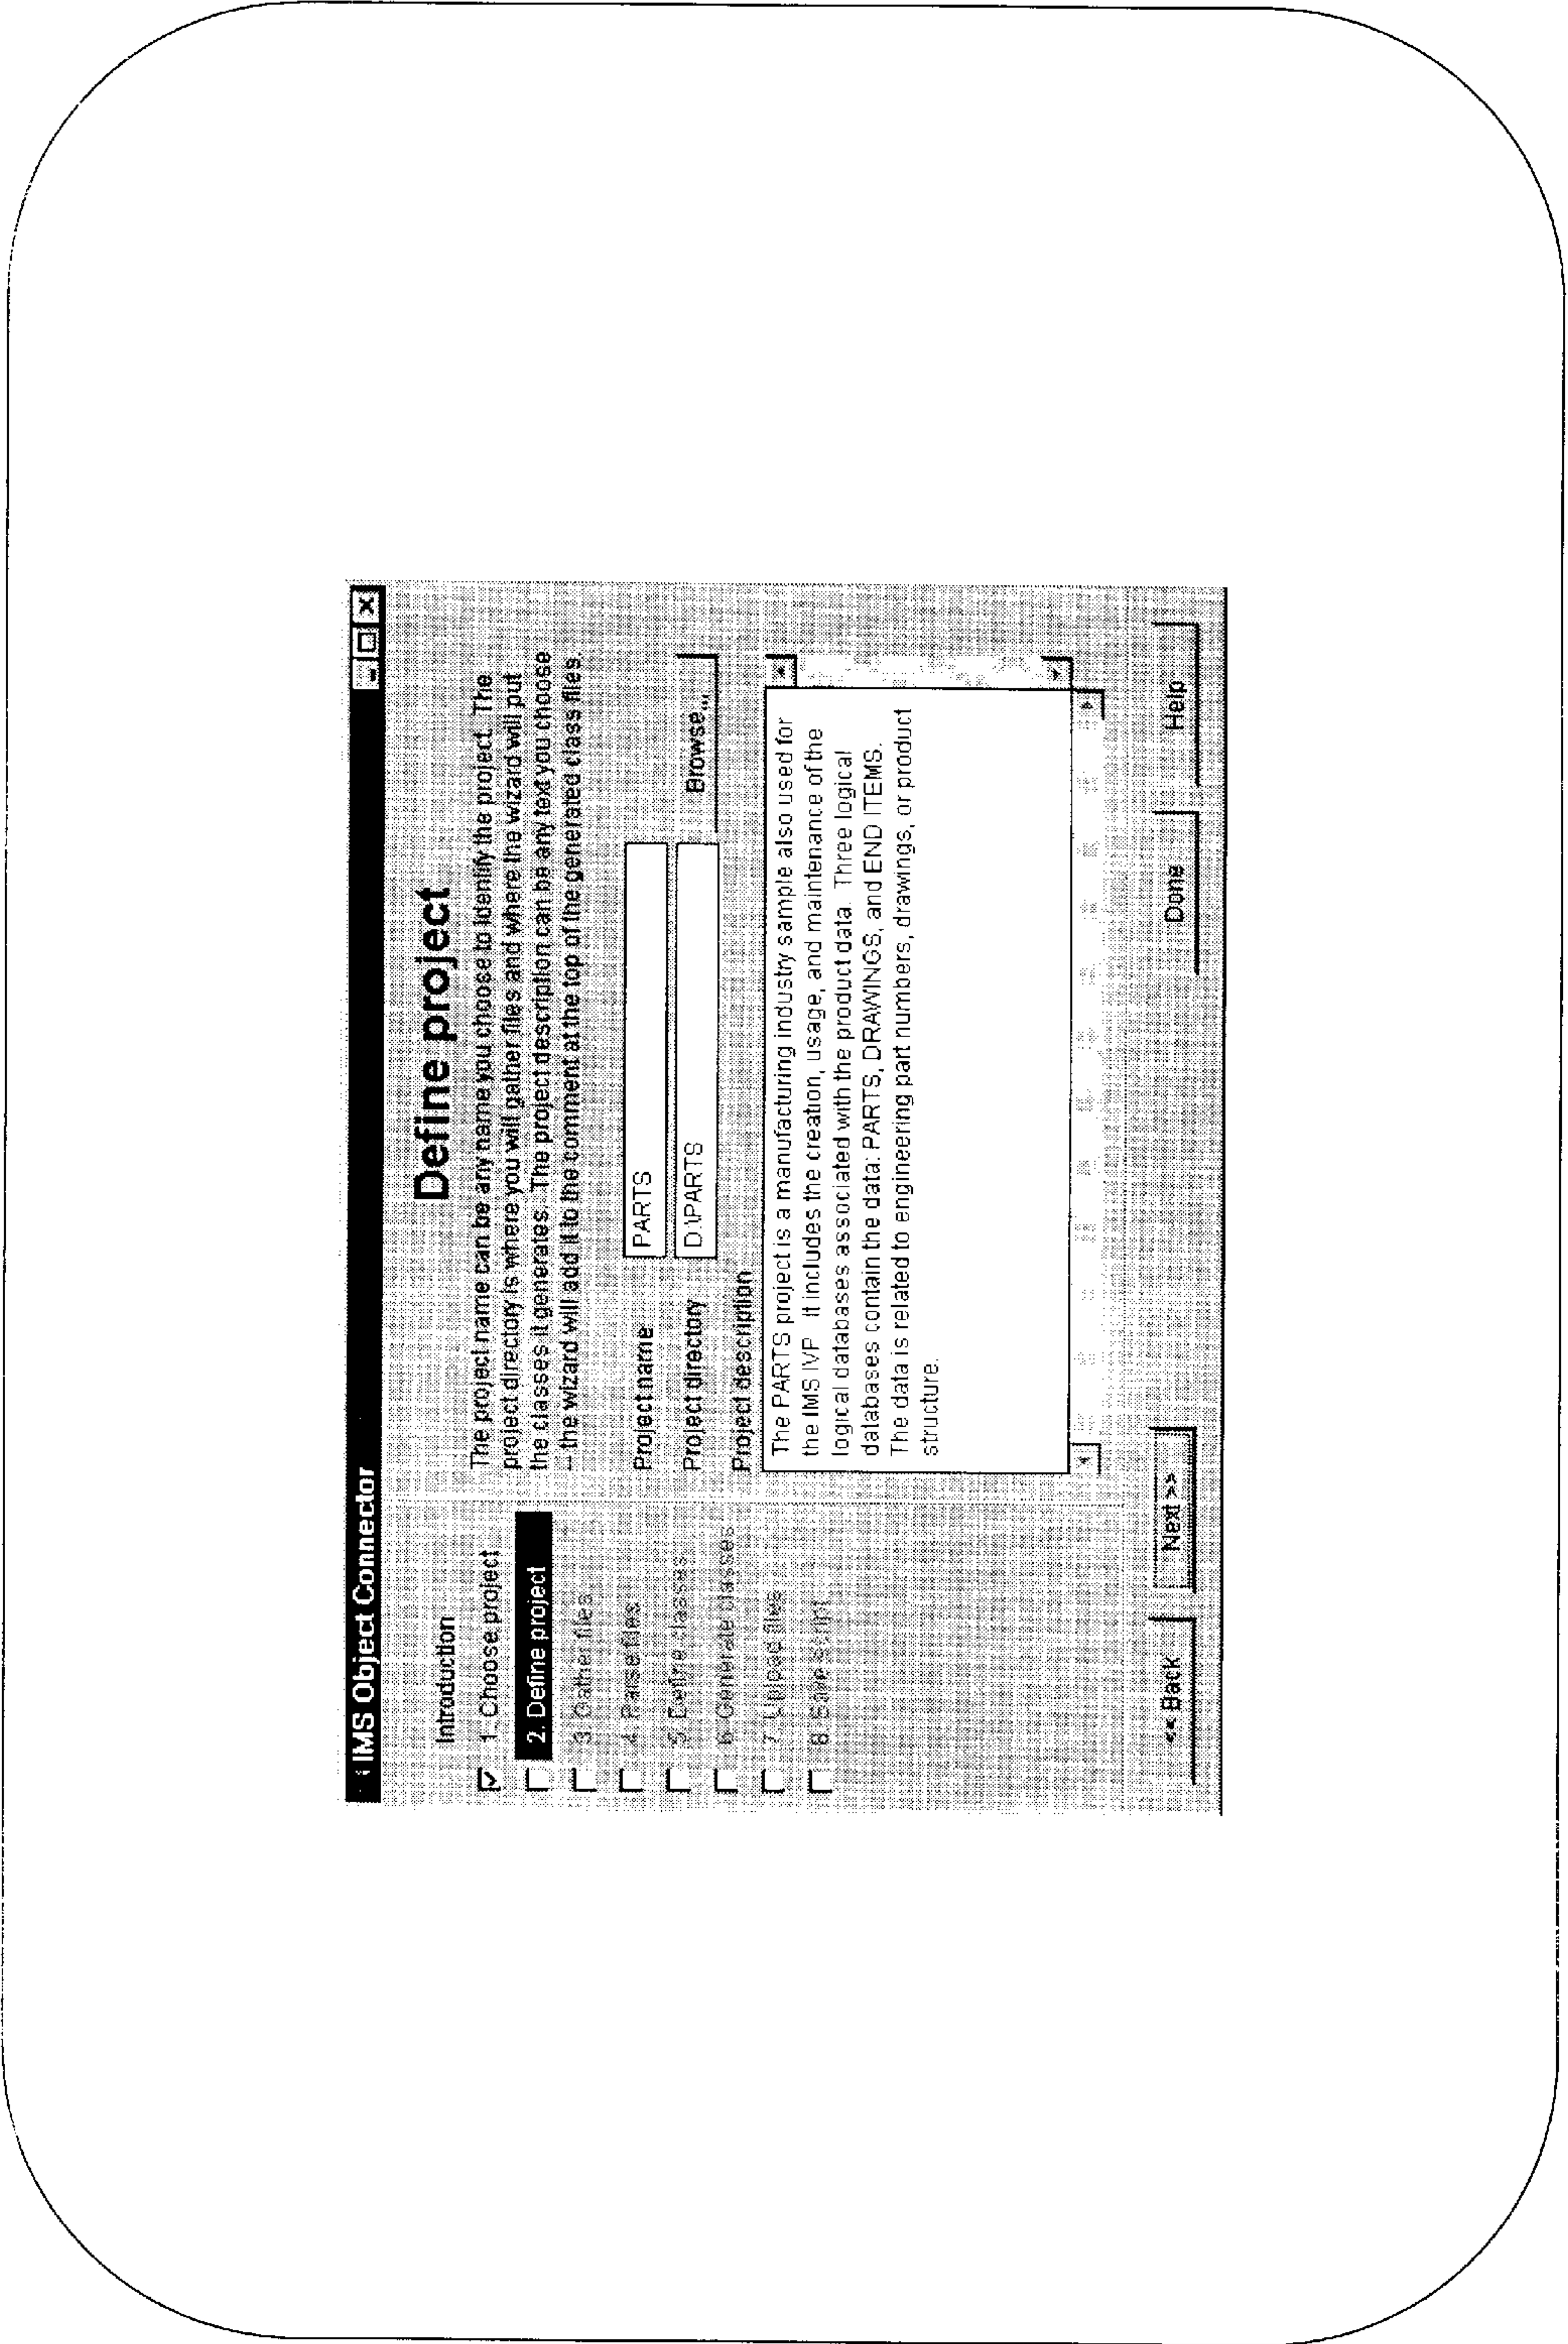 IMS Object Connector
Introduction
1. Choose project
2. Define project
3. Gather files
4. Parse files
5. Define classes
6. Generate classes
7. Upload files
8. Save script
Define project
The project name can be any name you choose to identify the project. The
project directory is where you will gather files and where the wizard will put
the classes it generates. The project description can be any text you choose
-- the wizard will add it to the comment at the top of the generated class files.
Project name
PARTS
Project directory
D:\PARTS
Browse...
Project description
The PARTS project is a manufacturing industry sample also used for
the IMS IVP. It includes the creation, usage, and maintenance of the
logical databases associated with the product data. Three logical
databases contain the data: PARTS, DRAWINGS, and END ITEMS.
The data is related to engineering part numbers, drawings, or product
structure.
<< Back
Next >>
Done
Help